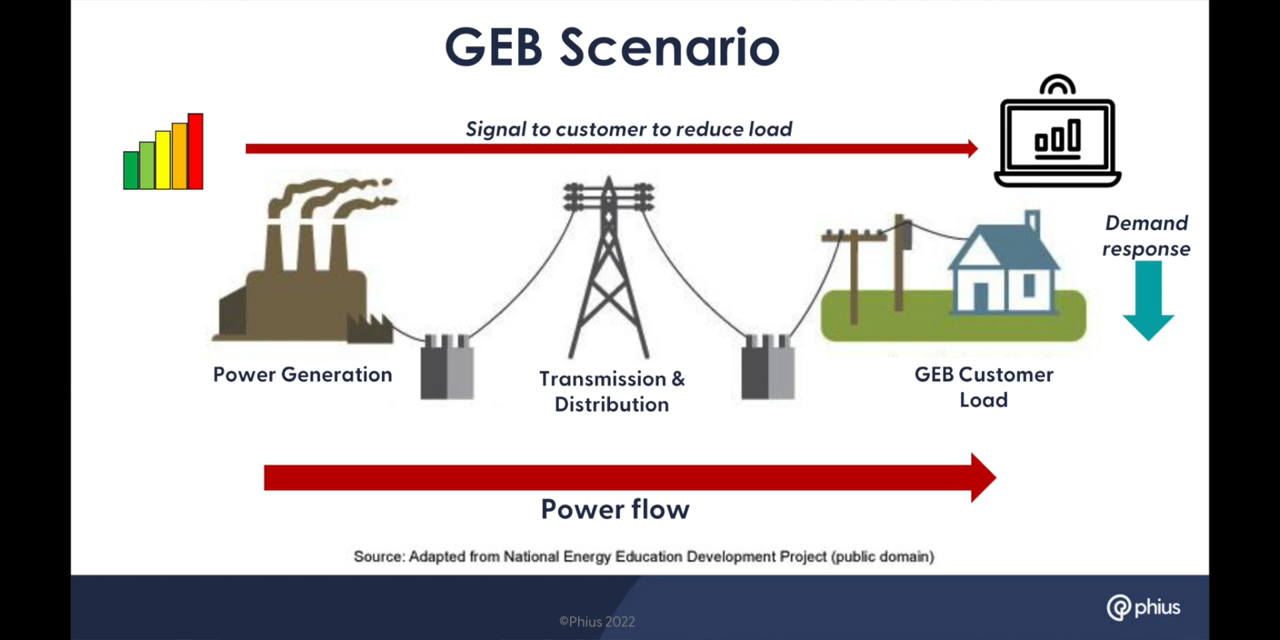 GEB Scenario
Signal to customer to reduce load
Demand
response
Power Generation
Transmission &
Distribution
GEB Customer
Load
Power flow
Source: Adapted from National Energy Education Development Project (public domain)
©Phius 2022
phius